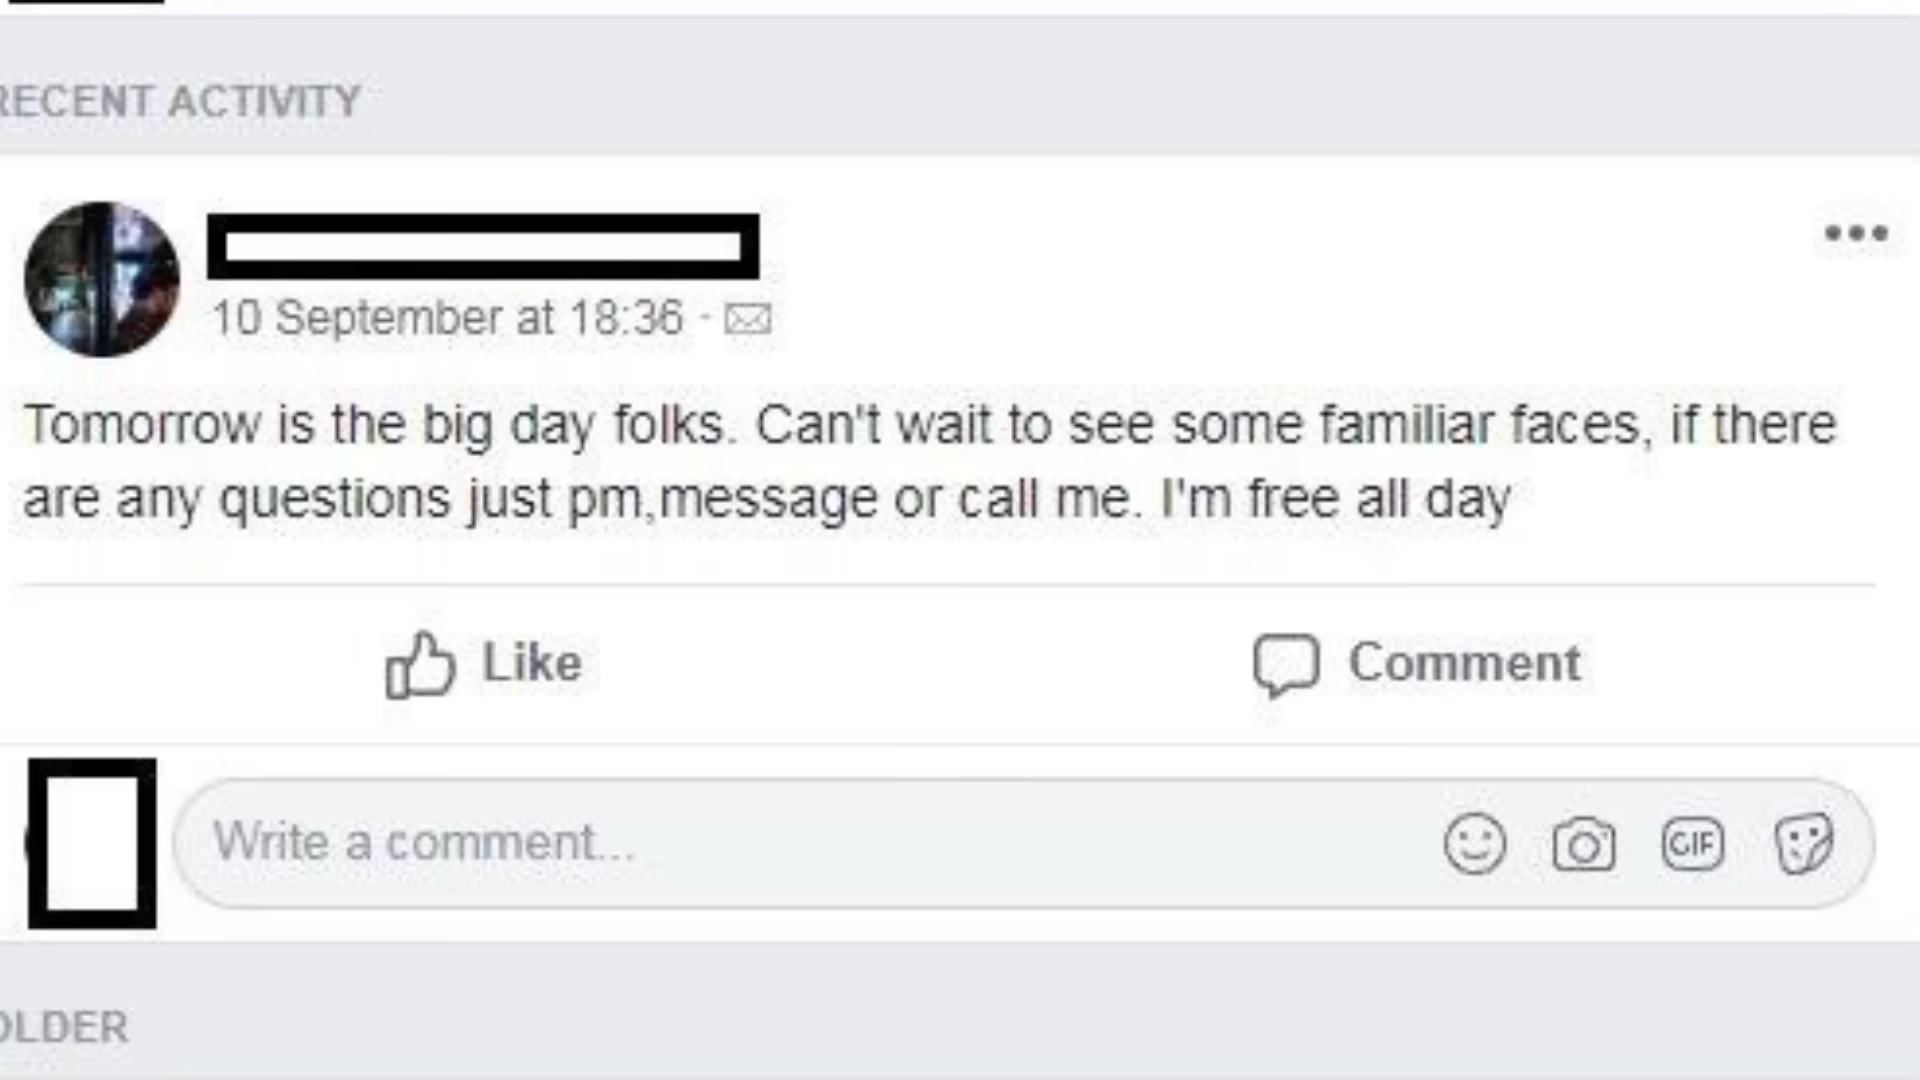 RECENT ACTIVITY
10 September at 18:36 ·
Tomorrow is the big day folks. Can't wait to see some familiar faces, if there
are any questions just pm,message or call me. I'm free all day
Like
Comment
Write a comment...
GIF
OLDER